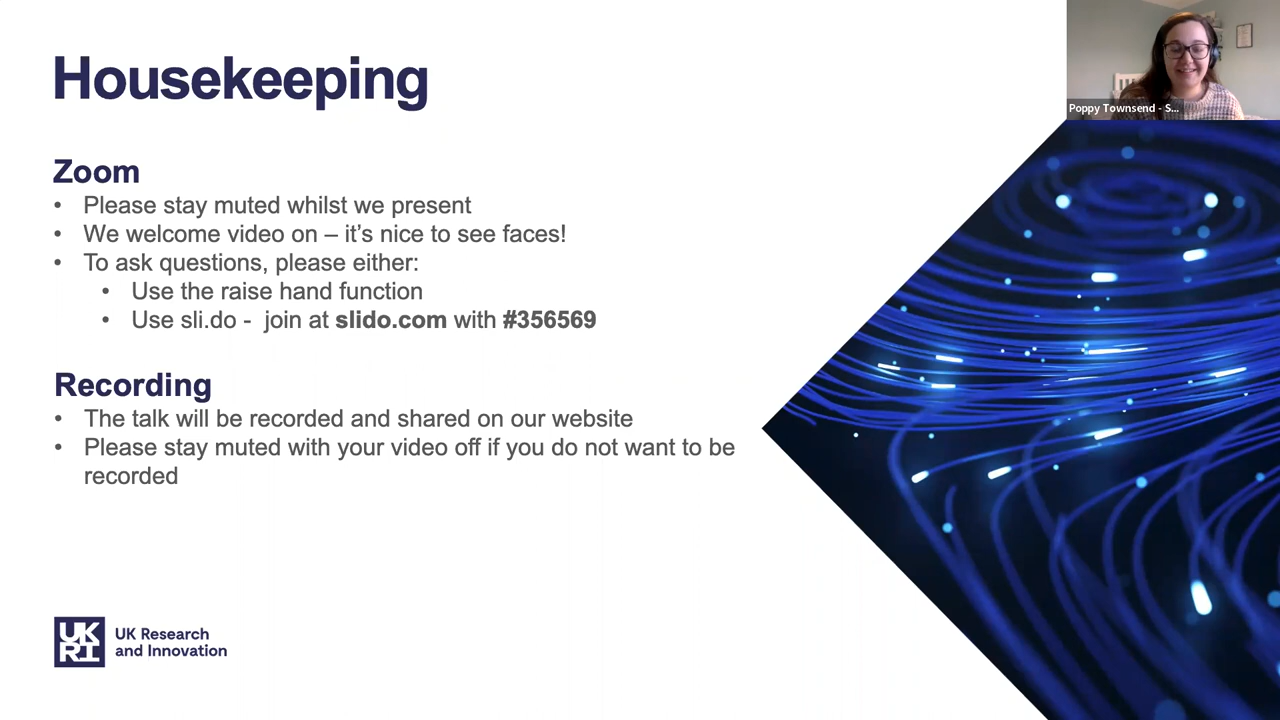 Housekeeping
Poppy Townsend - S...
Zoom
• Please stay muted whilst we present
• We welcome video on – it’s nice to see faces!
• To ask questions, please either:
• Use the raise hand function
• Use sli.do -  join at slido.com with #356569
Recording
• The talk will be recorded and shared on our website
• Please stay muted with your video off if you do not want to be
recorded
UK
RI
UK Research
and Innovation